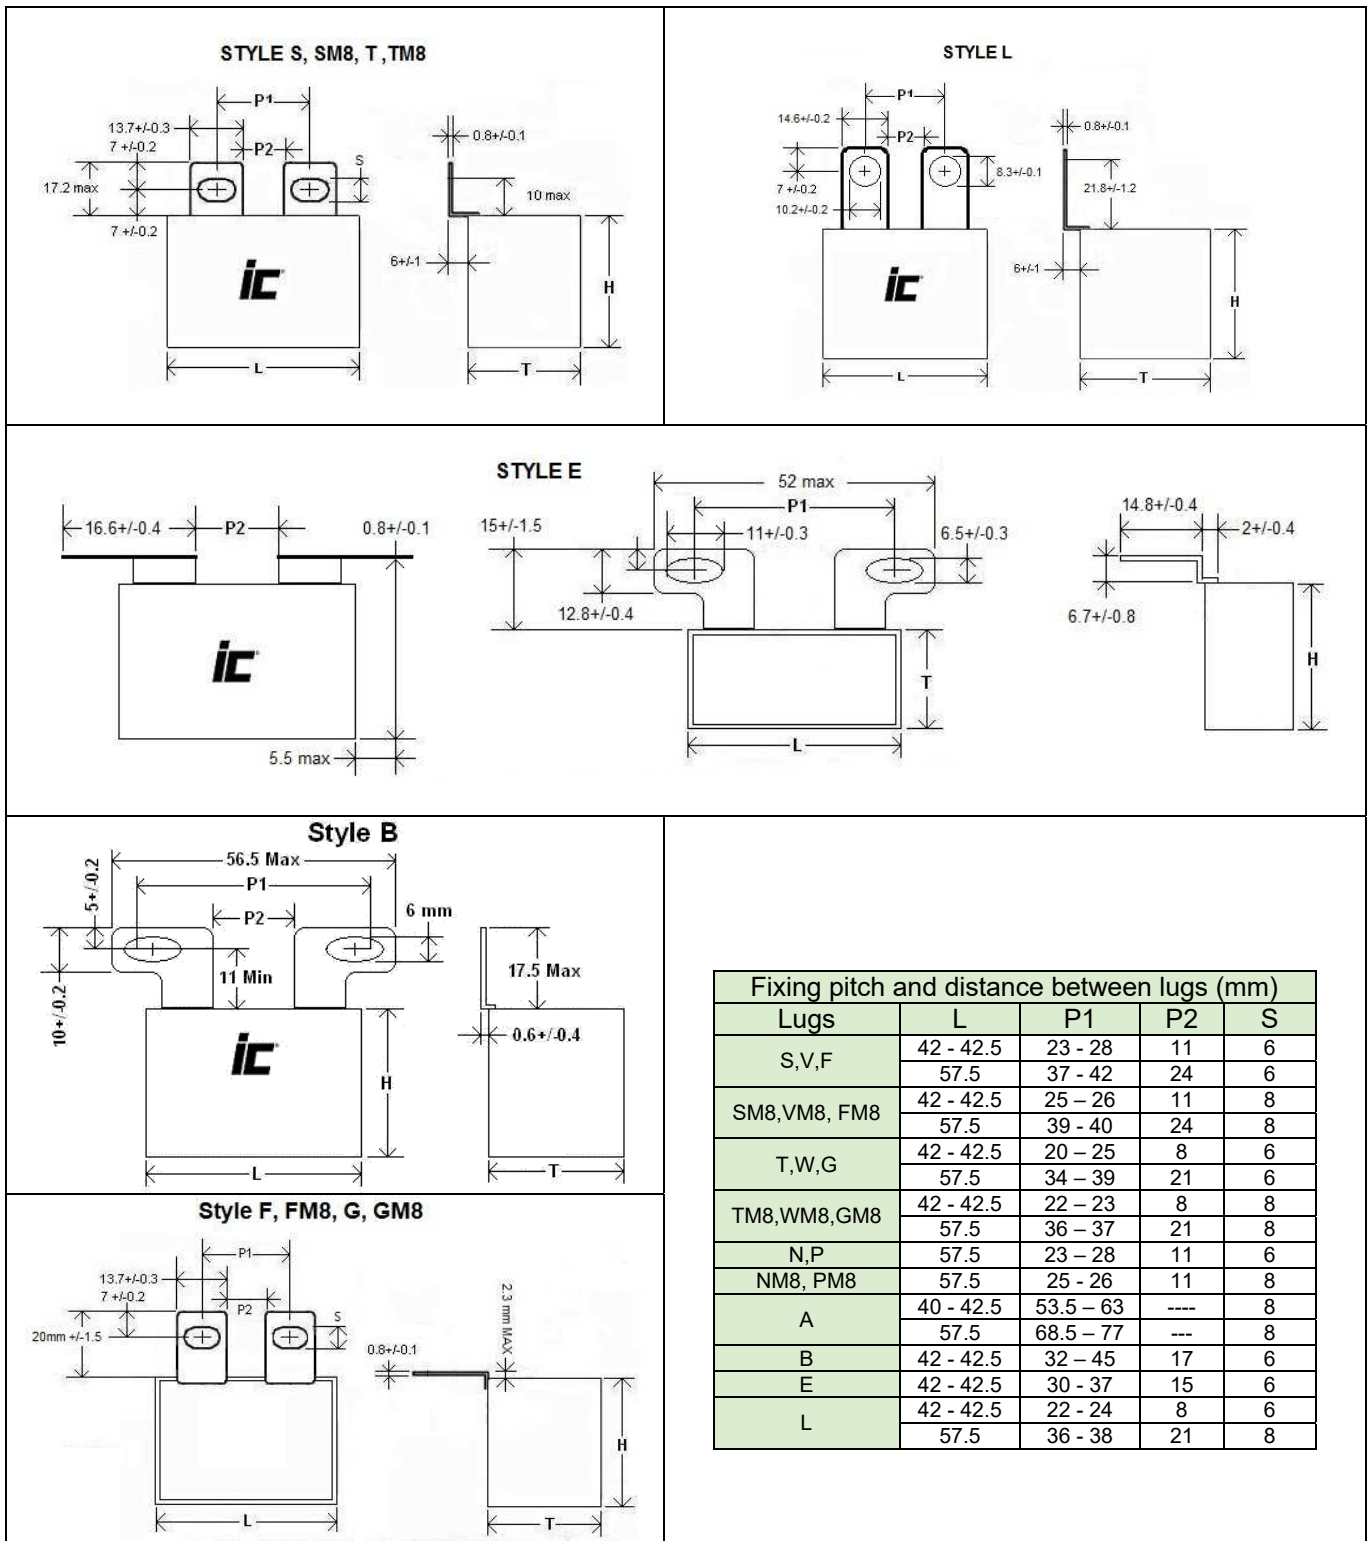 STYLE S, SM8, T ,TM8
P1
13.7+/-0.3
7 +/-0.2
P2
S
17.2 max
7 +/-0.2
0.8+/-0.1
10 max
6+/-1
ic
H
L
T
STYLE L
P1
14.6+/-0.2
P2
7 +/-0.2
10.2+/-0.2
8.3+/-0.1
0.8+/-0.1
21.8+/-1.2
6+/-1
ic
H
L
T
STYLE E
16.6+/-0.4
P2
0.8+/-0.1
ic
5.5 max
52 max
P1
15+/-1.5
11+/-0.3
6.5+/-0.3
12.8+/-0.4
T
L
14.8+/-0.4
2+/-0.4
6.7+/-0.8
H
Style B
56.5 Max
P1
5+/-0.2
P2
6 mm
11 Min
10+/-0.2
17.5 Max
0.6+/-0.4
ic
H
L
T
Style F, FM8, G, GM8
P1
13.7+/-0.3
7 +/-0.2
P2
S
20mm +/-1.5
2.3 mm MAX
0.8+/-0.1
H
L
T
Fixing pitch and distance between lugs (mm)
Lugs L P1 P2 S
S,V,F 42 - 42.5 23 - 28 11 6
57.5 37 - 42 24 6
SM8,VM8, FM8 42 - 42.5 25 – 26 11 8
57.5 39 - 40 24 8
T,W,G 42 - 42.5 20 – 25 8 6
57.5 34 – 39 21 6
TM8,WM8,GM8 42 - 42.5 22 – 23 8 8
57.5 36 – 37 21 8
N,P 57.5 23 – 28 11 6
NM8, PM8 57.5 25 - 26 11 8
A 40 - 42.5 53.5 – 63 ---- 8
57.5 68.5 – 77 --- 8
B 42 - 42.5 32 – 45 17 6
E 42 - 42.5 30 - 37 15 6
L 42 - 42.5 22 - 24 8 6
57.5 36 - 38 21 8